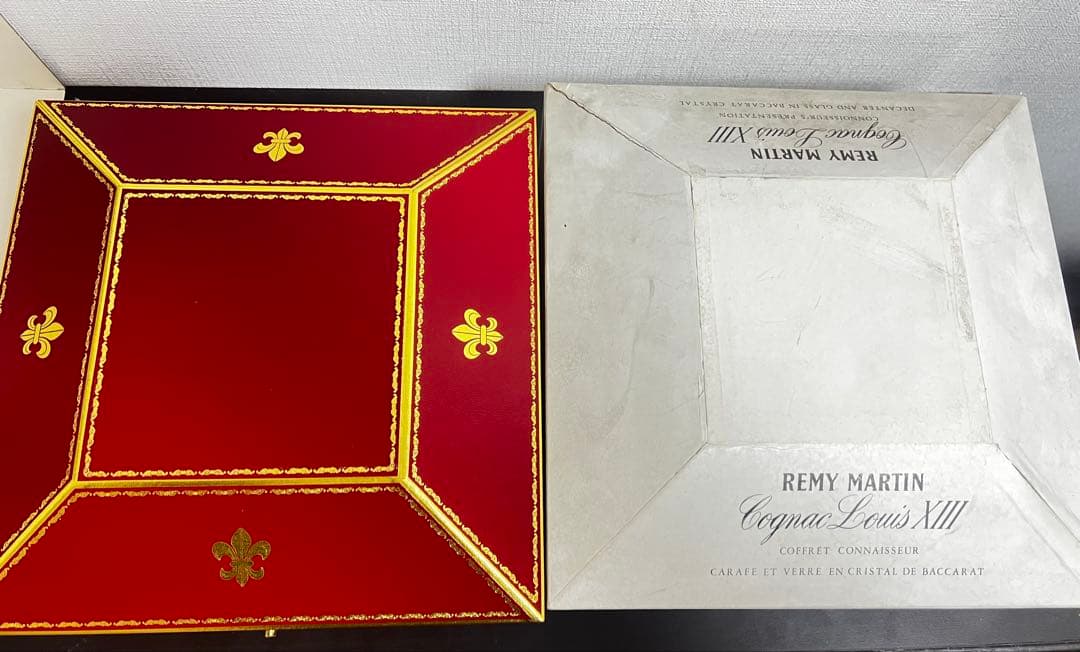 REMY MARTIN
Cognac Louis XIII
CONNOISSEUR'S PRESENTATION
DECANTER AND GLASS IN BACCARAT CRYSTAL
REMY MARTIN
Cognac Louis XIII
COFFRET CONNAISSEUR
CARAFE ET VERRE EN CRISTAL DE BACCARAT